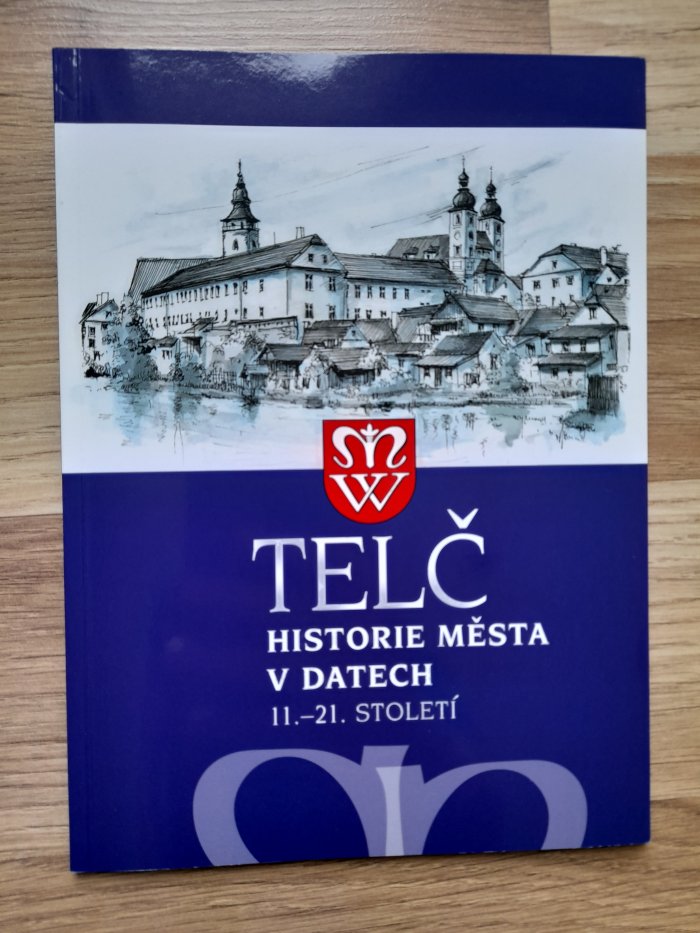 W
TELČ
HISTORIE MĚSTA
V DATECH
11.–21. STOLETÍ